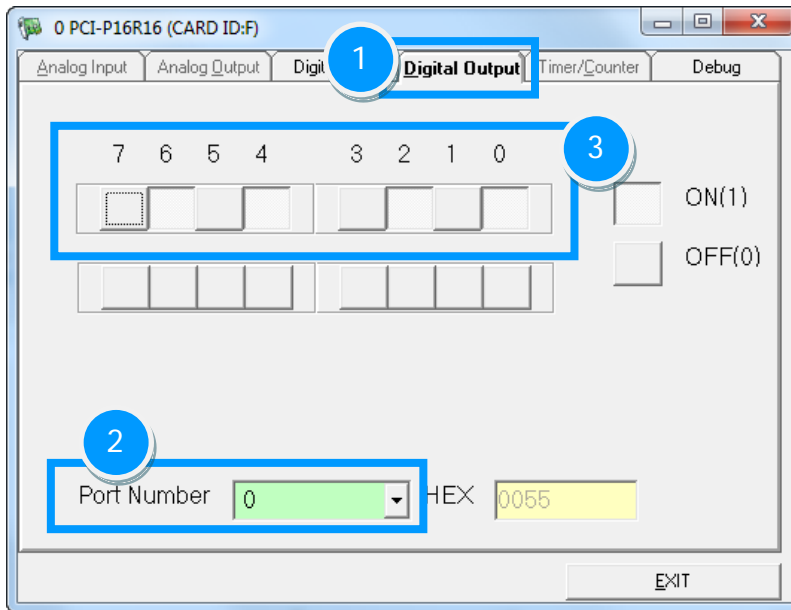 0 PCI-P16R16 (CARD ID:F)
1
Analog Input Analog Output Digit Digital Output Timer/Counter Debug
7 6 5 4 3 2 1 0
3
ON(1)
OFF(0)
2
Port Number 0 HEX 0055
EXIT